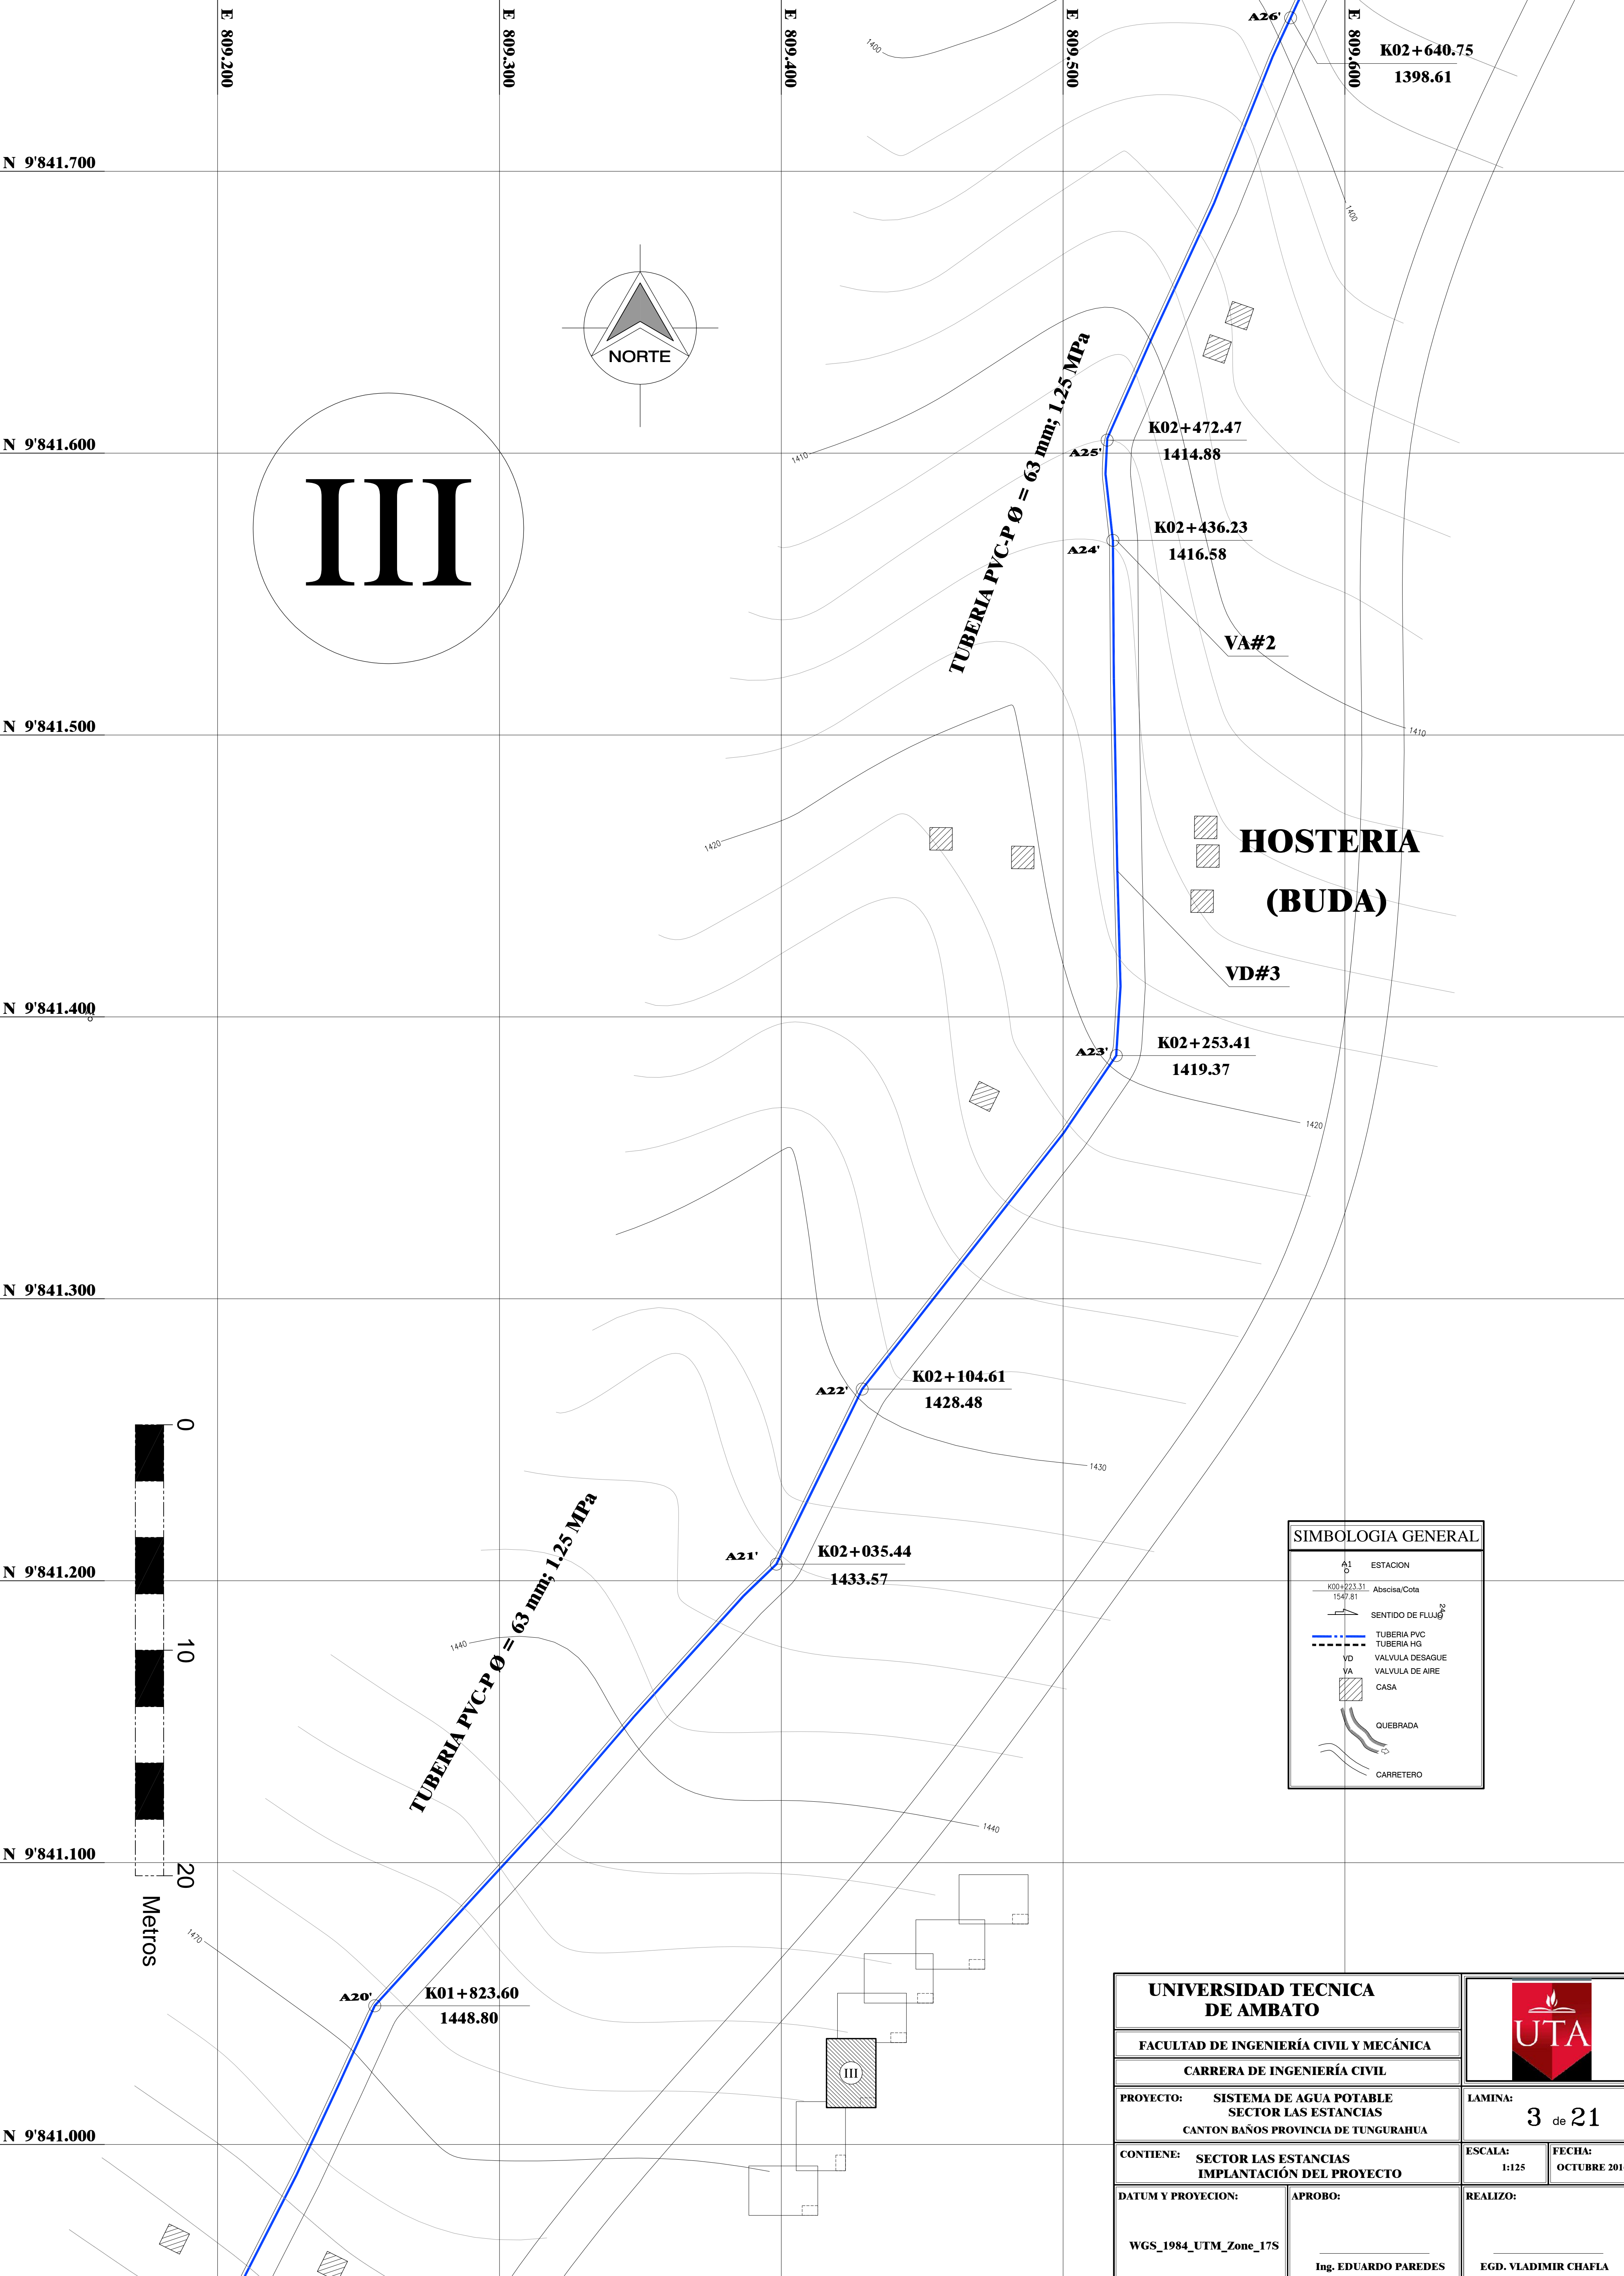 E 809.200
E 809.300
E 809.400
E 809.500
E 809.600
A26'
K02+640.75
1398.61
1400
N 9'841.700
1400
NORTE
TUBERIA PVC-P Ø = 63 mm; 1.25 MPa
III
N 9'841.600
1410
A25'
K02+472.47
1414.88
A24'
K02+436.23
1416.58
VA#2
N 9'841.500
1410
1420
HOSTERIA
(BUDA)
VD#3
N 9'841.400
A23'
K02+253.41
1419.37
1420
N 9'841.300
A22'
K02+104.61
1428.48
1430
0
10
20
Metros
TUBERIA PVC-P Ø = 63 mm; 1.25 MPa
A21'
K02+035.44
1433.57
N 9'841.200
1440
1440
N 9'841.100
1470
A20'
K01+823.60
1448.80
III
N 9'841.000
SIMBOLOGIA GENERAL
A1 ESTACION
K00+223.31
1547.81
Abscisa/Cota
SENTIDO DE FLUJO
TUBERIA PVC
TUBERIA HG
VD VALVULA DESAGUE
VA VALVULA DE AIRE
CASA
QUEBRADA
CARRETERO
UNIVERSIDAD TECNICA
DE AMBATO
UTA
FACULTAD DE INGENIERÍA CIVIL Y MECÁNICA
CARRERA DE INGENIERÍA CIVIL
PROYECTO: SISTEMA DE AGUA POTABLE
SECTOR LAS ESTANCIAS
CANTON BAÑOS PROVINCIA DE TUNGURAHUA
LAMINA:
3 de 21
CONTIENE: SECTOR LAS ESTANCIAS
IMPLANTACIÓN DEL PROYECTO
ESCALA:
1:125
FECHA:
OCTUBRE 201
DATUM Y PROYECION:
WGS_1984_UTM_Zone_17S
APROBO:
Ing. EDUARDO PAREDES
REALIZO:
EGD. VLADIMIR CHAFLA